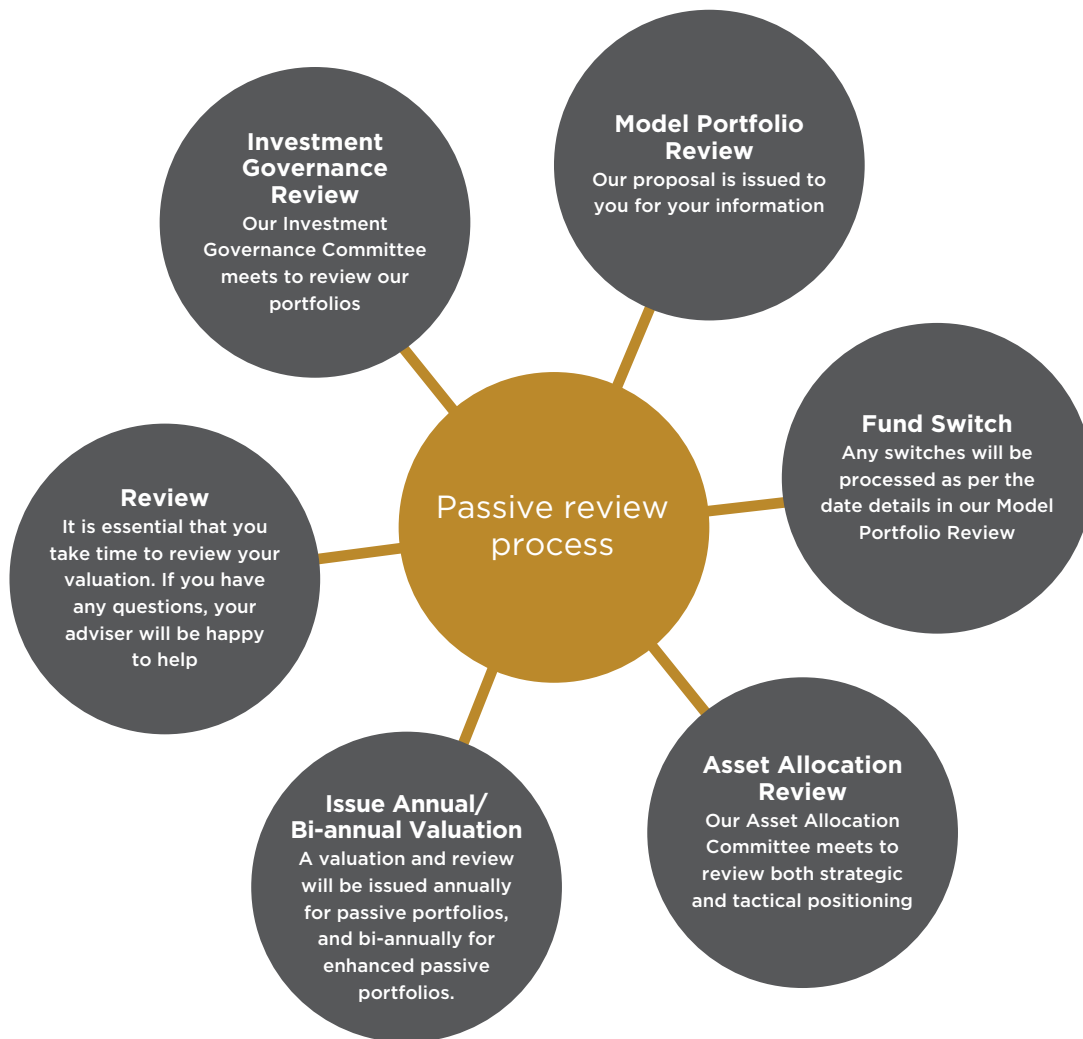 Investment
Governance
Review
Our Investment
Governance Committee
meets to review our
portfolios
Model Portfolio
Review
Our proposal is issued to
you for your information
Fund Switch
Any switches will be
processed as per the
date details in our Model
Portfolio Review
Asset Allocation
Review
Our Asset Allocation
Committee meets to
review both strategic
and tactical positioning
Issue Annual/
Bi-annual Valuation
A valuation and review
will be issued annually
for passive portfolios,
and bi-annually for
enhanced passive
portfolios.
Review
It is essential that you
take time to review your
valuation. If you have
any questions, your
adviser will be happy
to help
Passive review
process